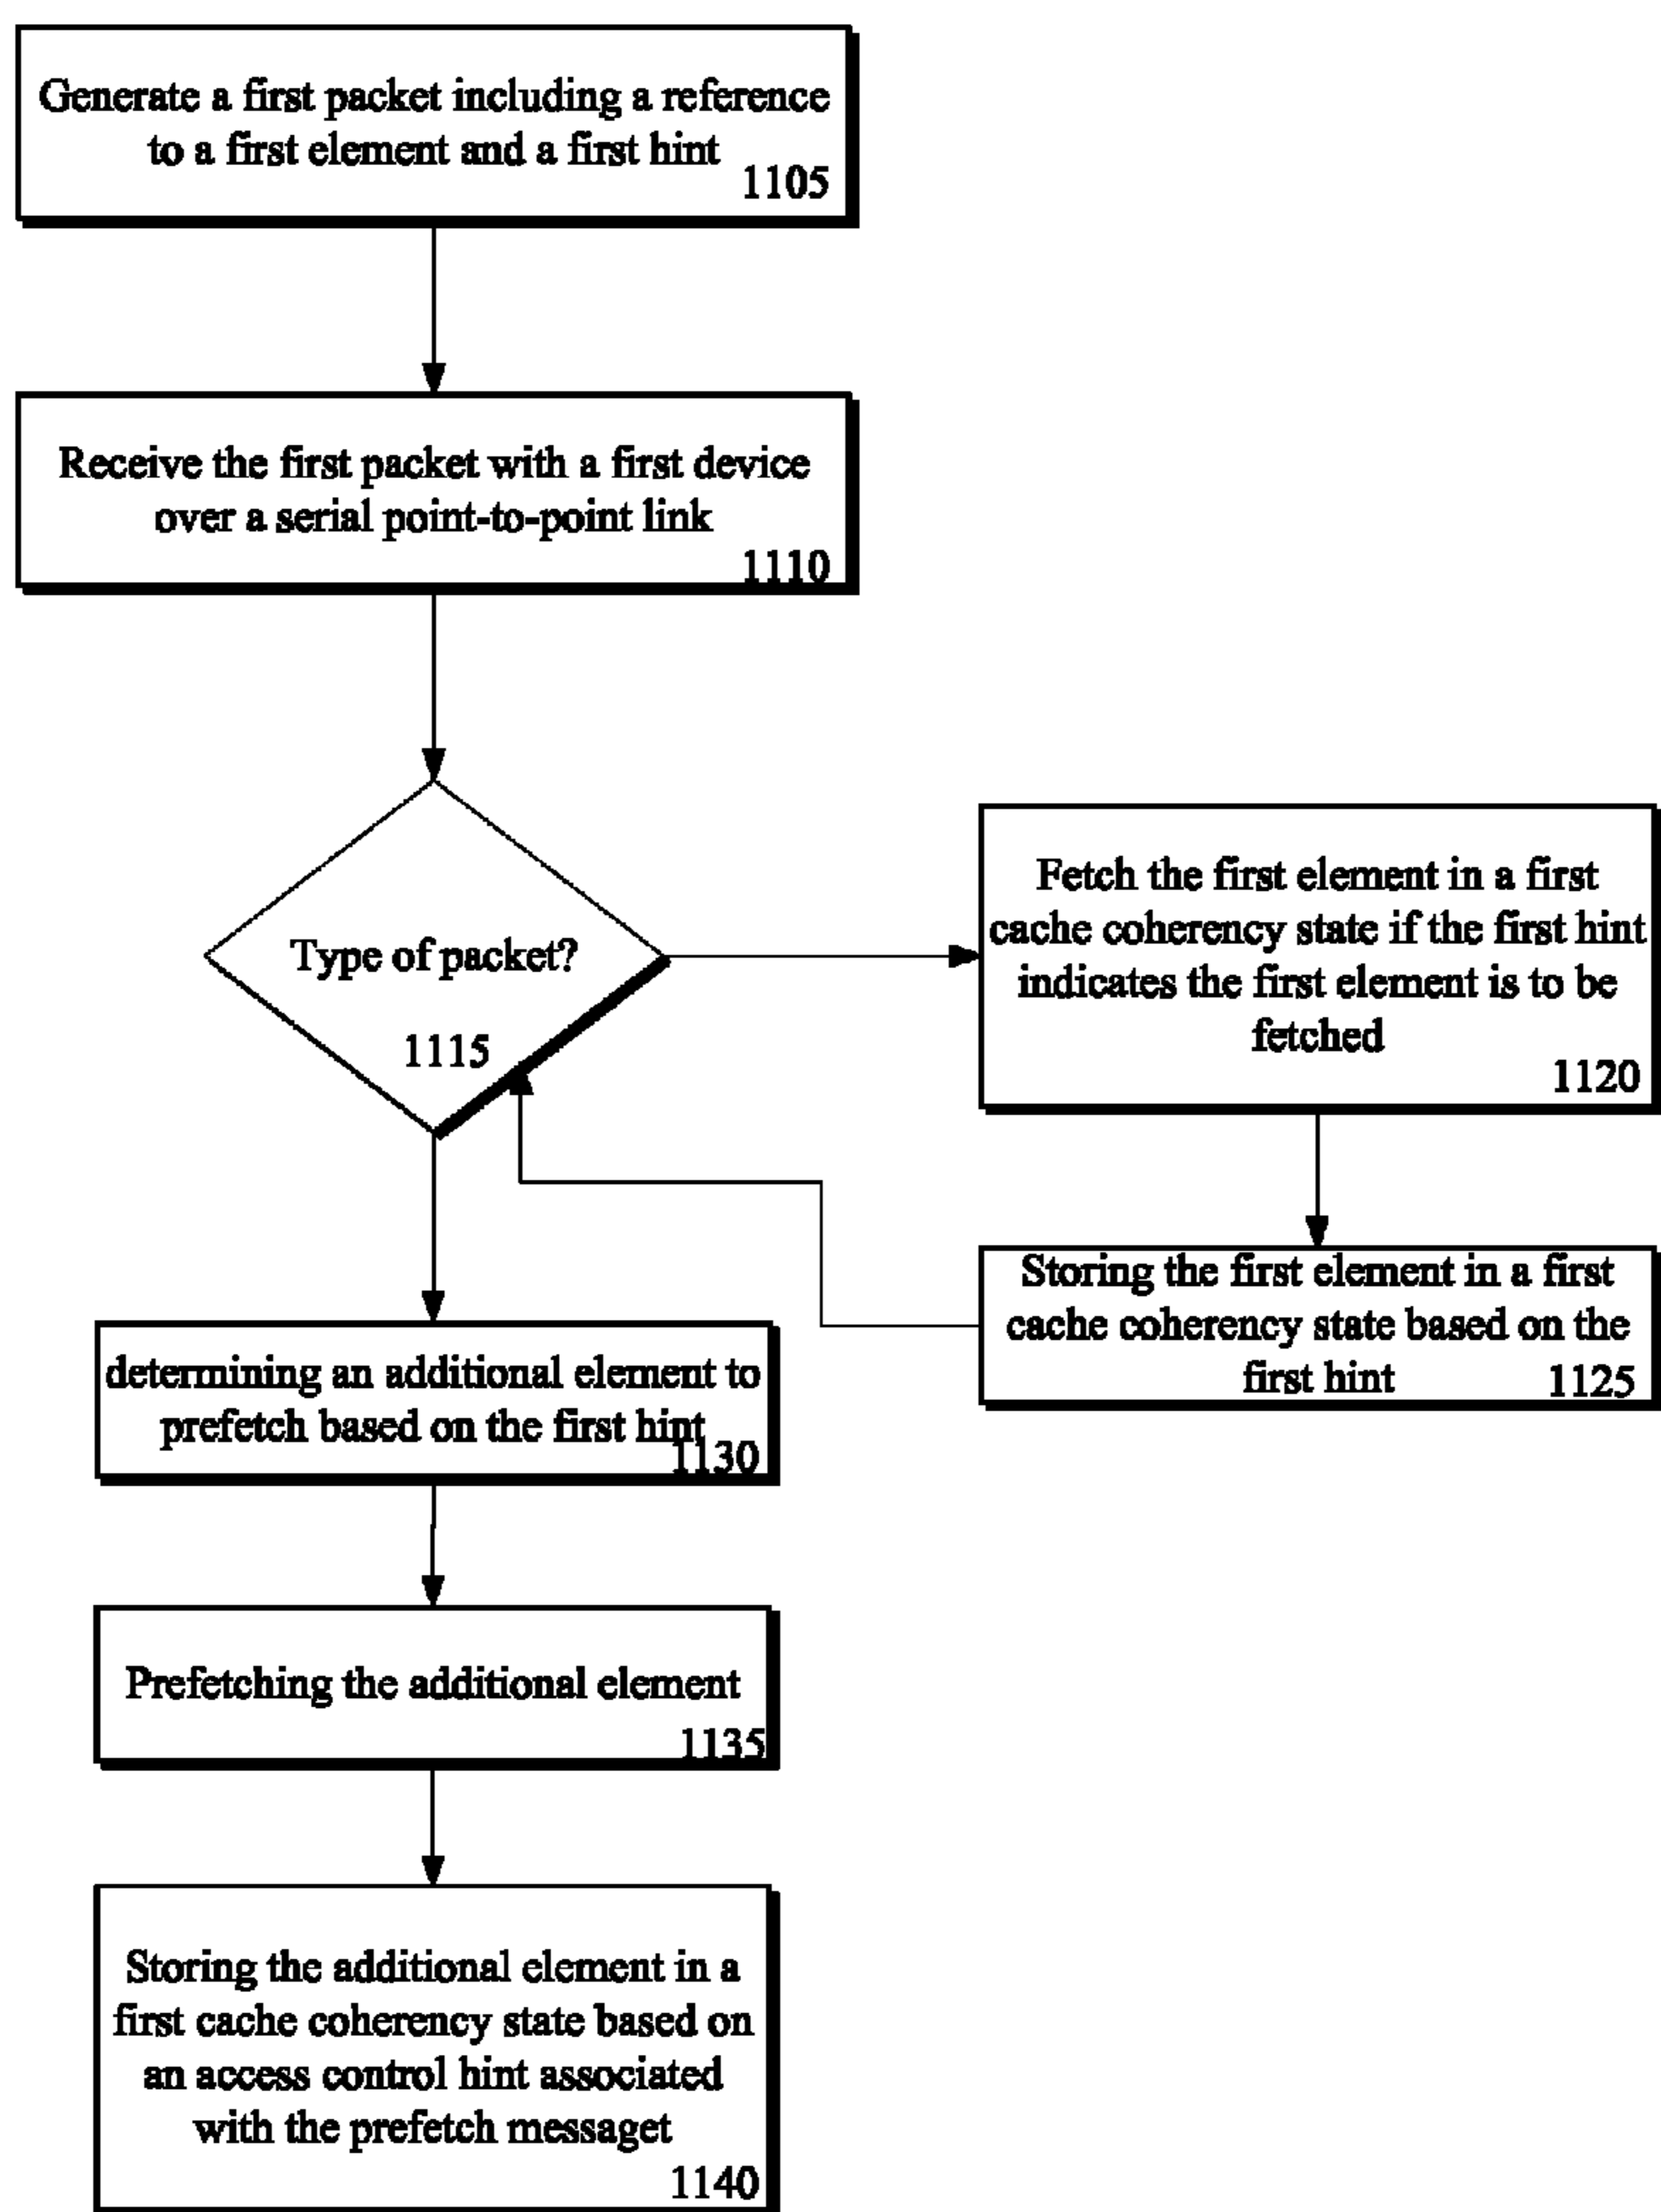 Generate a first packet including a reference
to a first element and a first hint
1105
Receive the first packet with a first device
over a serial point-to-point link
1110
Type of packet?
1115
Fetch the first element in a first
cache coherency state if the first hint
indicates the first element is to be
fetched
1120
Storing the first element in a first
cache coherency state based on the
first hint 1125
determining an additional element to
prefetch based on the first hint
1130
Prefetching the additional element
1135
Storing the additional element in a
first cache coherency state based on
an access control hint associated
with the prefetch messaget
1140